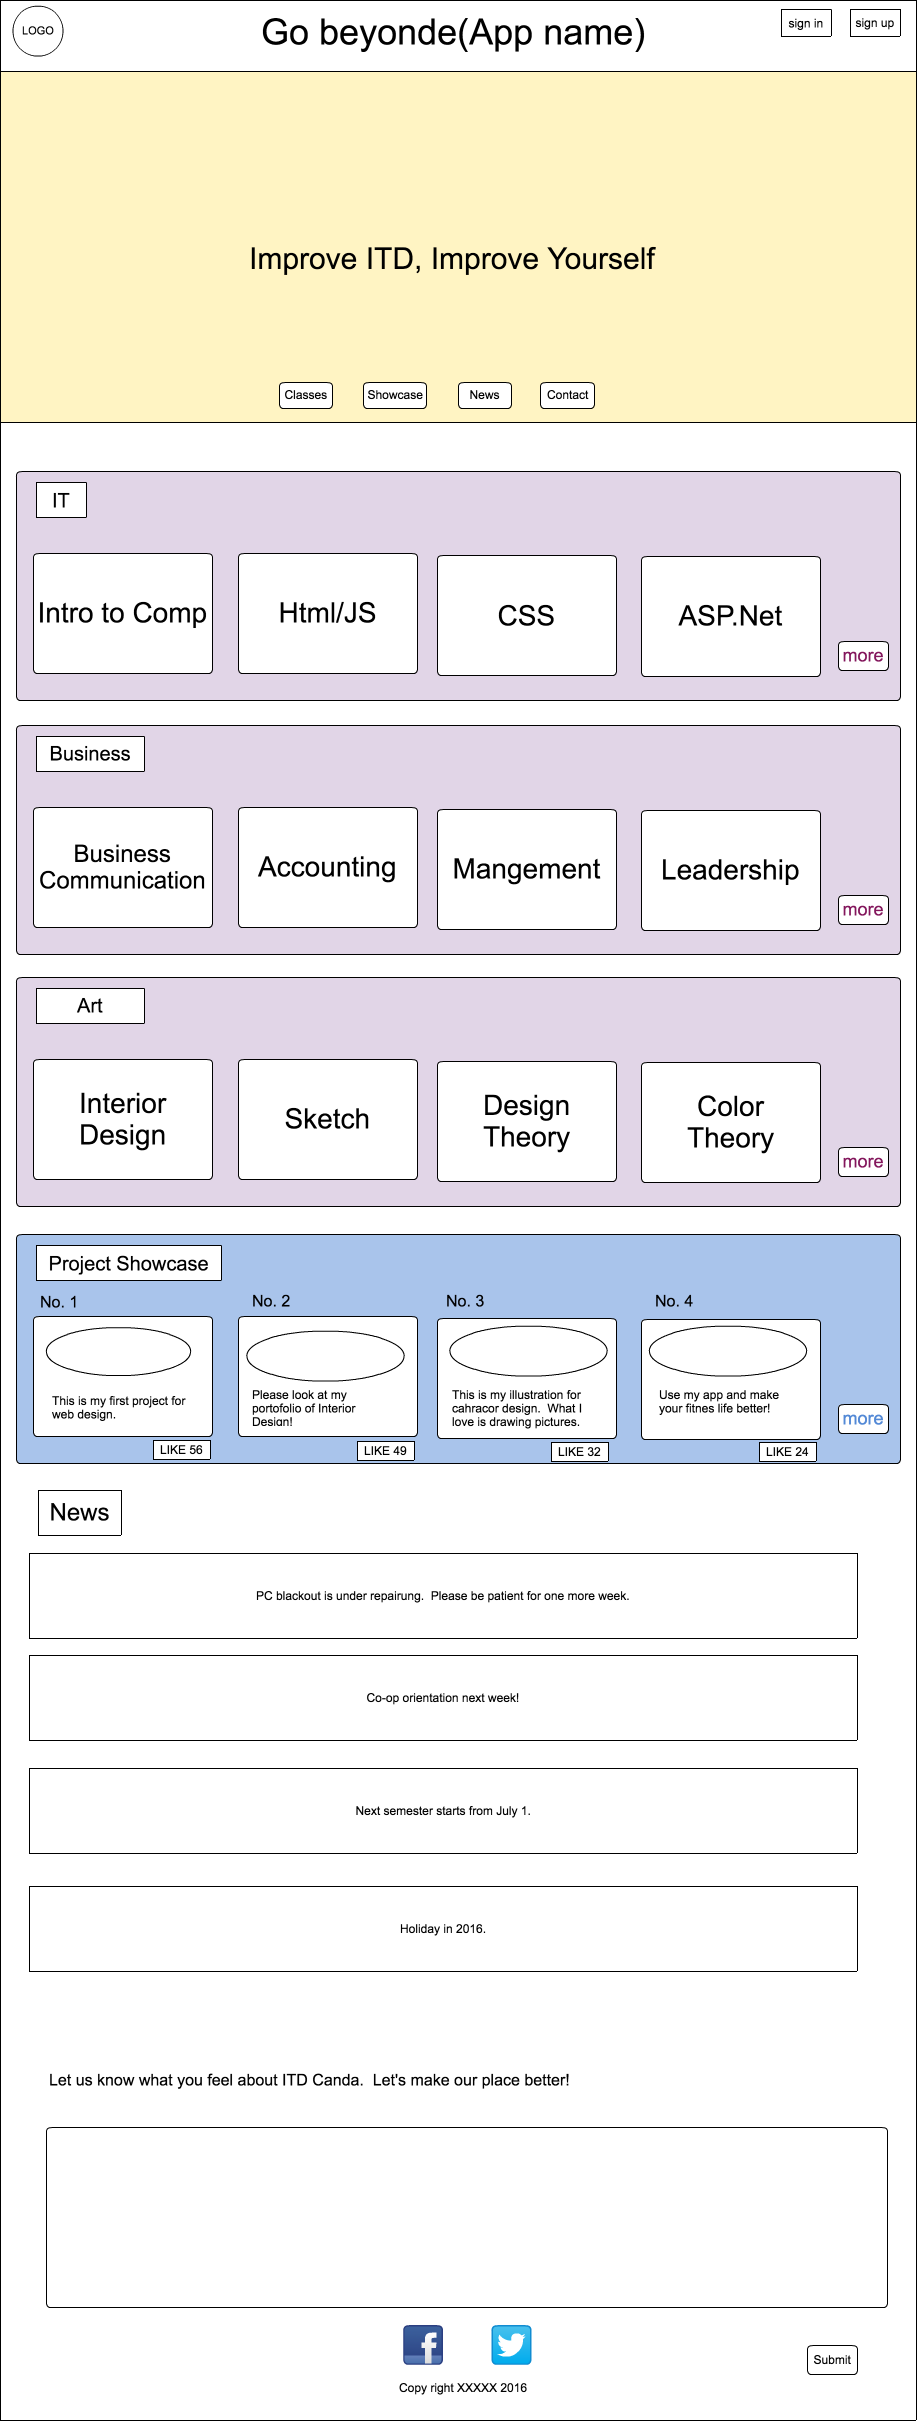 LOGO
Go beyonde(App name)
sign in
sign up
Improve ITD, Improve Yourself
Classes
Showcase
News
Contact
IT
Intro to Comp
Html/JS
CSS
ASP.Net
more
Business
Business
Communication
Accounting
Mangement
Leadership
more
Art
Interior
Design
Sketch
Design
Theory
Color
Theory
more
Project Showcase
No. 1
No. 2
No. 3
No. 4
This is my first project for
web design.
Please look at my
portofolio of Interior
Design!
This is my illustration for
cahracor design.  What I
love is drawing pictures.
Use my app and make
your fitnes life better!
more
LIKE 56
LIKE 49
LIKE 32
LIKE 24
News
PC blackout is under repairung.  Please be patient for one more week.
Co-op orientation next week!
Next semester starts from July 1.
Holiday in 2016.
Let us know what you feel about ITD Canda.  Let's make our place better!
Submit
Copy right XXXXX 2016